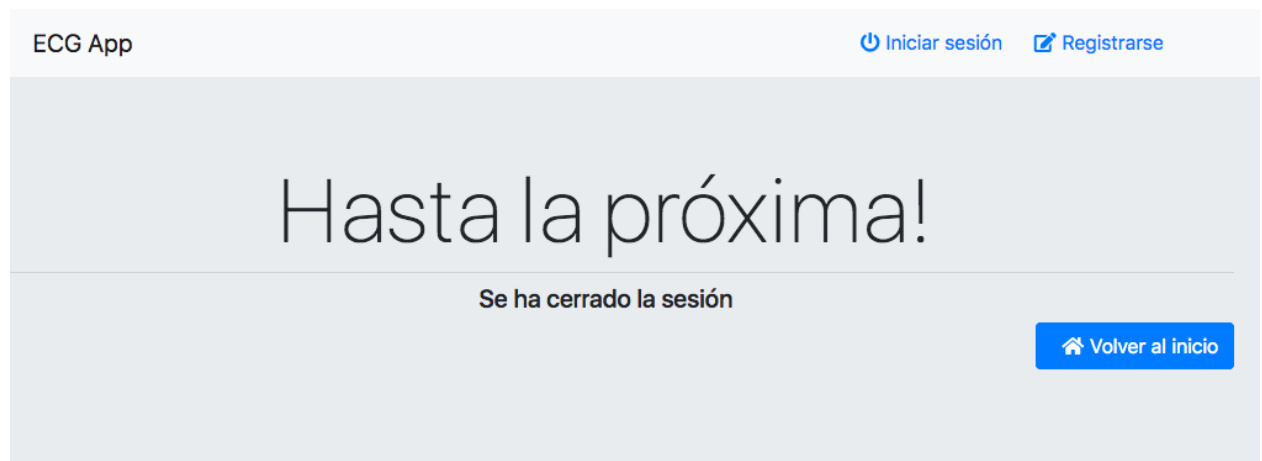 ECG App Iniciar sesión Registrarse
Hasta la próxima!
Se ha cerrado la sesión
Volver al inicio